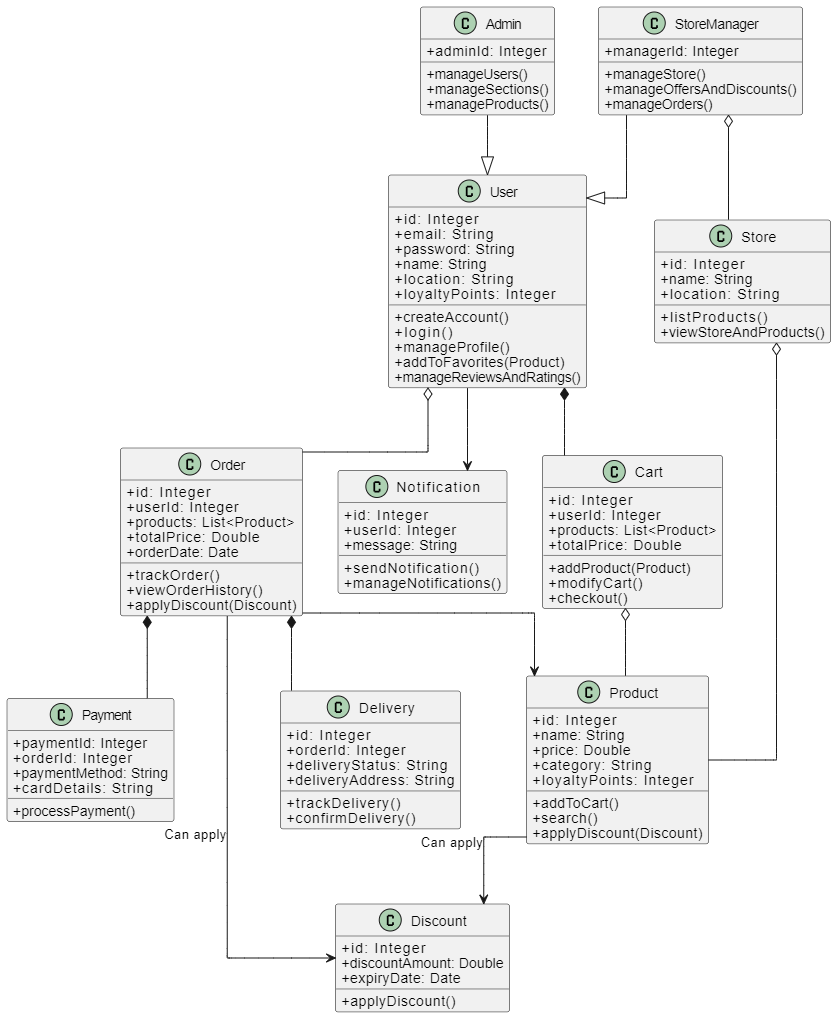 C Admin
+adminId: Integer
+manageUsers()
+manageSections()
+manageProducts()
C StoreManager
+managerId: Integer
+manageStore()
+manageOffersAndDiscounts()
+manageOrders()
C User
+id: Integer
+email: String
+password: String
+name: String
+location: String
+loyaltyPoints: Integer
+createAccount()
+login()
+manageProfile()
+addToFavorites(Product)
+manageReviewsAndRatings()
C Store
+id: Integer
+name: String
+location: String
+listProducts()
+viewStoreAndProducts()
C Order
+id: Integer
+userId: Integer
+products: List<Product>
+totalPrice: Double
+orderDate: Date
+trackOrder()
+viewOrderHistory()
+applyDiscount(Discount)
C Notification
+id: Integer
+userId: Integer
+message: String
+sendNotification()
+manageNotifications()
C Cart
+id: Integer
+userId: Integer
+products: List<Product>
+totalPrice: Double
+addProduct(Product)
+modifyCart()
+checkout()
C Payment
+paymentId: Integer
+orderId: Integer
+paymentMethod: String
+cardDetails: String
+processPayment()
C Delivery
+id: Integer
+orderId: Integer
+deliveryStatus: String
+deliveryAddress: String
+trackDelivery()
+confirmDelivery()
C Product
+id: Integer
+name: String
+price: Double
+category: String
+loyaltyPoints: Integer
+addToCart()
+search()
+applyDiscount(Discount)
Can apply
Can apply
C Discount
+id: Integer
+discountAmount: Double
+expiryDate: Date
+applyDiscount()